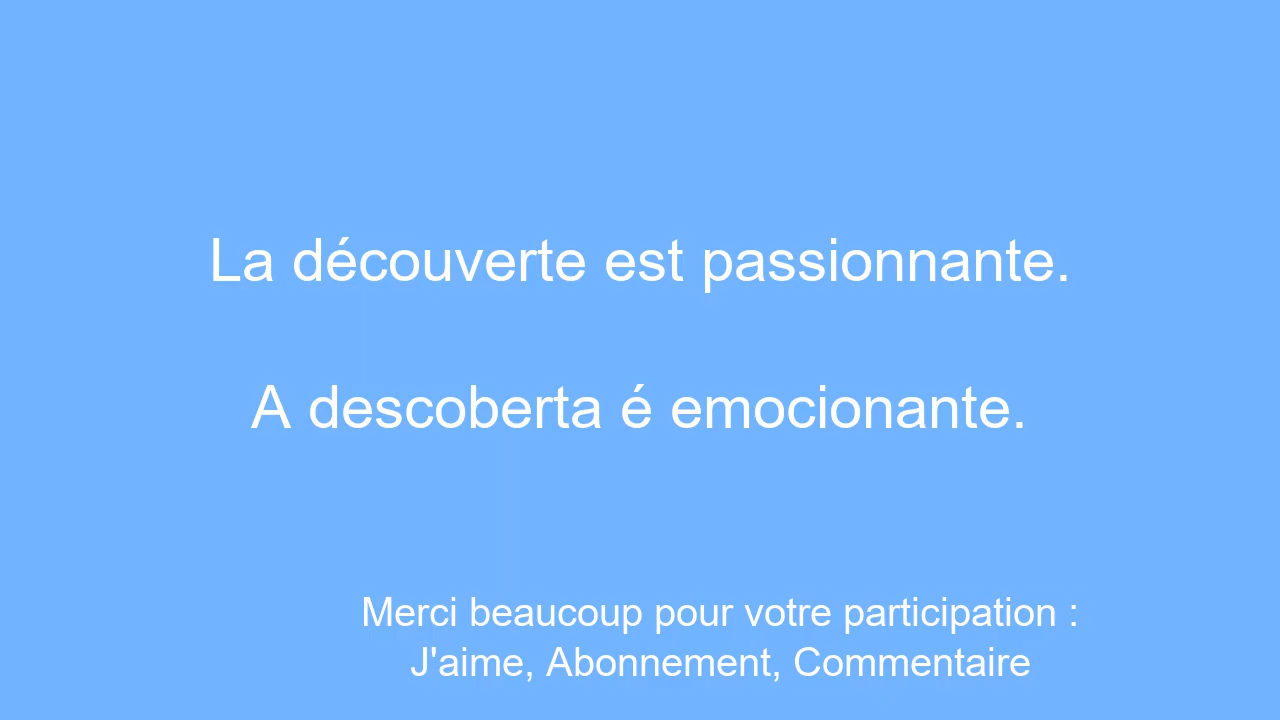 La découverte est passionnante.
A descoberta é emocionante.
Merci beaucoup pour votre participation :
J'aime, Abonnement, Commentaire